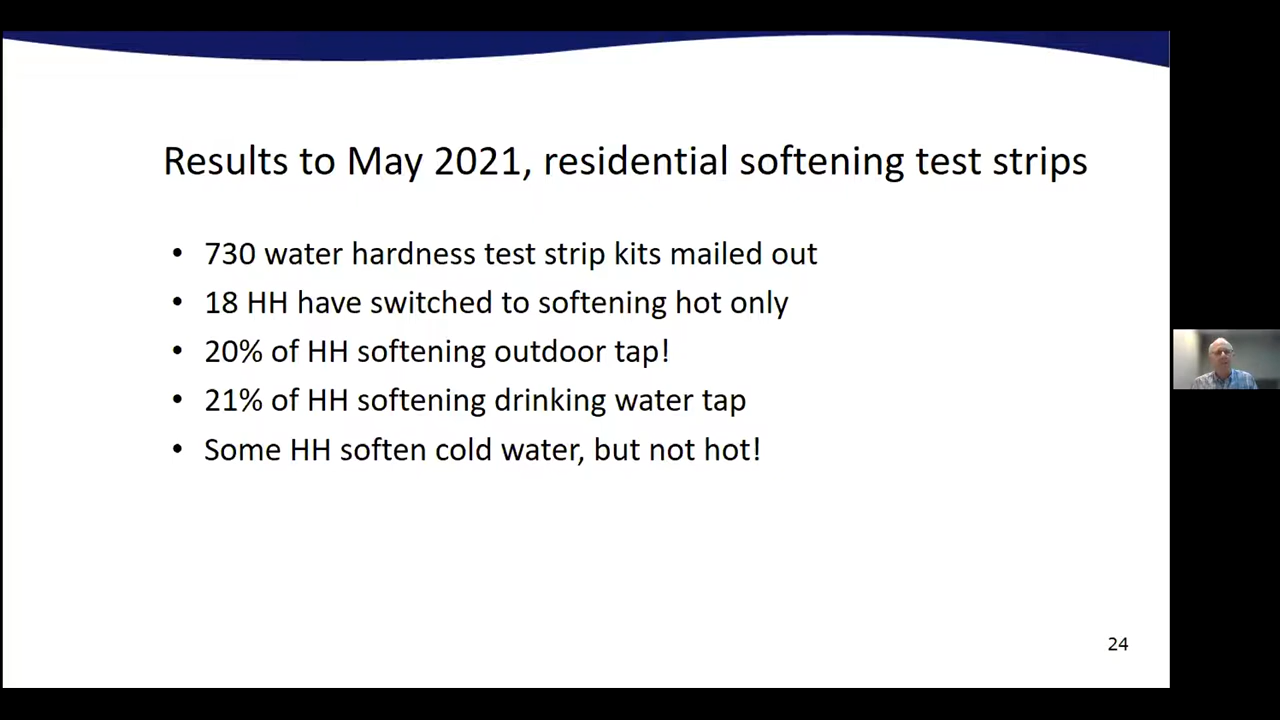 Results to May 2021, residential softening test strips
• 730 water hardness test strip kits mailed out
• 18 HH have switched to softening hot only
• 20% of HH softening outdoor tap!
• 21% of HH softening drinking water tap
• Some HH soften cold water, but not hot!
24